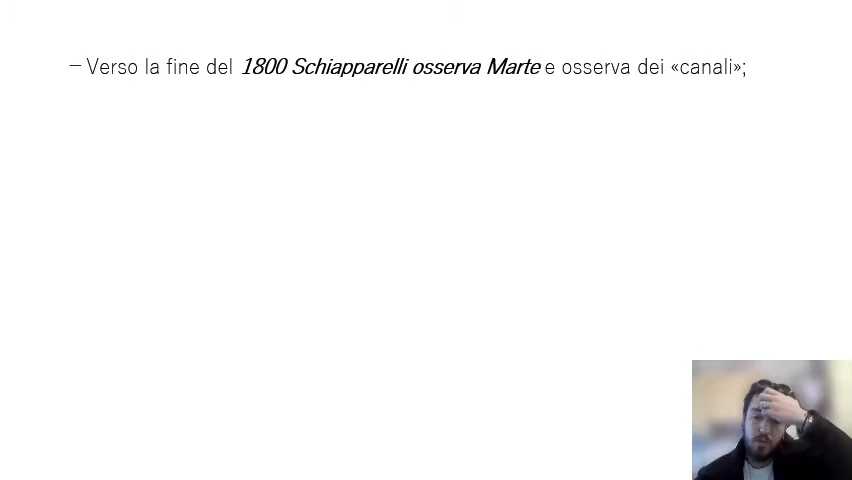 – Verso la fine del 1800 Schiapparelli osserva Marte e osserva dei «canali»;